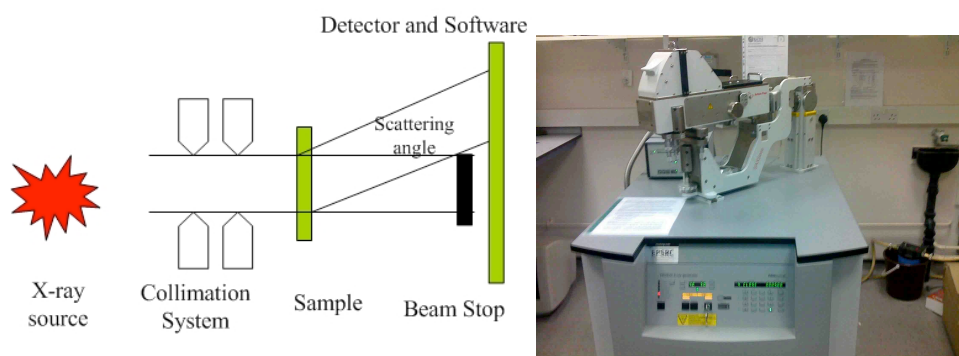 Detector and Software
Scattering
angle
X-ray
source
Collimation
System
Sample
Beam Stop
EPSRC